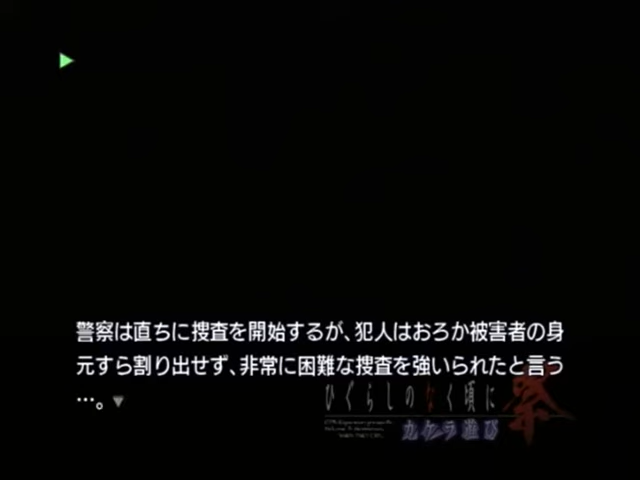 警察は直ちに捜査を開始するが、犯人はおろか被害者の身
元すら割り出せず、非常に困難な捜査を強いられたと言う
…。
ひぐらしのなく頃に 祭
カケラ遊び